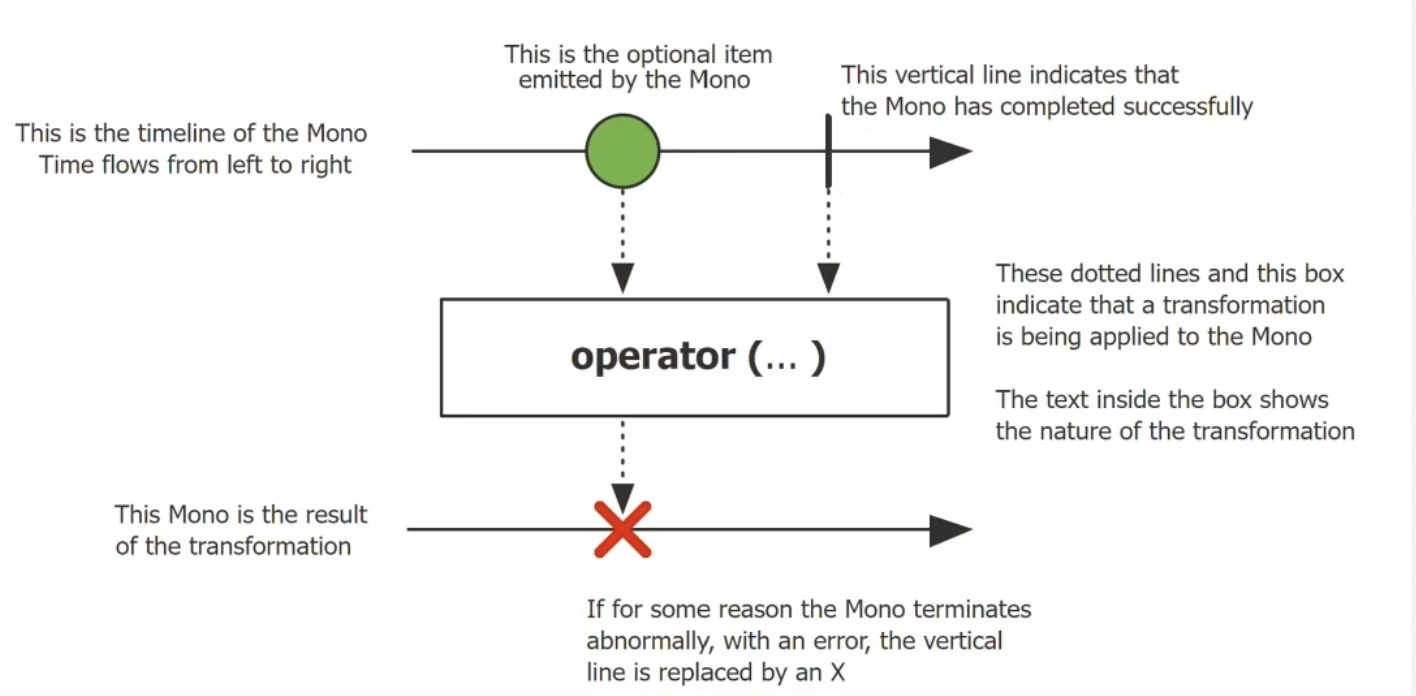 This is the optional item
emitted by the Mono
This vertical line indicates that
the Mono has completed successfully
This is the timeline of the Mono
Time flows from left to right
These dotted lines and this box
indicate that a transformation
is being applied to the Mono
operator (... )
The text inside the box shows
the nature of the transformation
This Mono is the result
of the transformation
If for some reason the Mono terminates
abnormally, with an error, the vertical
line is replaced by an X